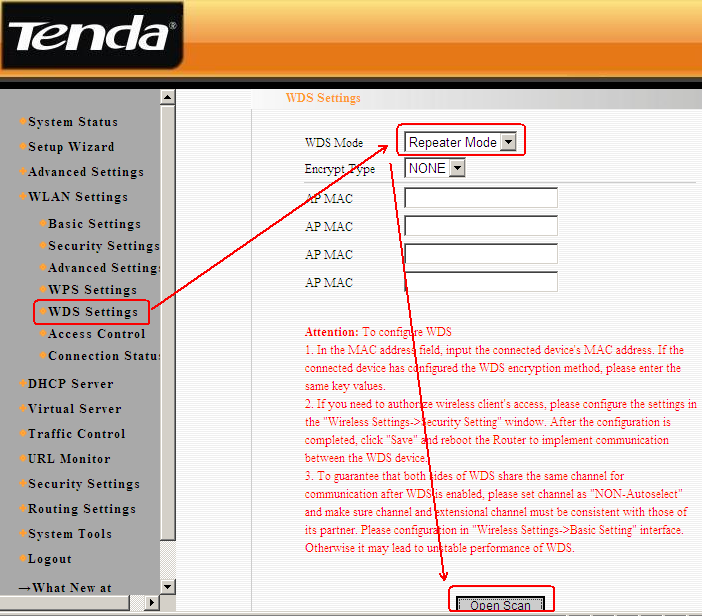 Tenda®
System Status
Setup Wizard
Advanced Settings
WLAN Settings
Basic Settings
Security Settings
Advanced Setting
WPS Settings
WDS Settings
Access Control
Connection Statu
DHCP Server
Virtual Server
Traffic Control
URL Monitor
Security Settings
Routing Settings
System Tools
Logout
→What New at
WDS Settings
WDS Mode Repeater Mode
Encrypt Type NONE
AP MAC
AP MAC
AP MAC
AP MAC
Attention: To configure WDS
1. In the MAC address field, input the connected device's MAC address. If the
connected device has configured the WDS encryption method, please enter the
same key values.
2. If you need to authorize wireless client's access, please configure the settings in
the "Wireless Settings->Security Setting" window. After the configuration is
completed, click "Save" and reboot the Router to implement communication
between the WDS device.
3. To guarantee that both sides of WDS share the same channel for
communication after WDS is enabled, please set channel as "NON-Autoselect"
and make sure channel and extensional channel must be consistent with those of
its partner. Please configuration in "Wireless Settings->Basic Setting" interface.
Otherwise it may lead to unstable performance of WDS.
Open Scan